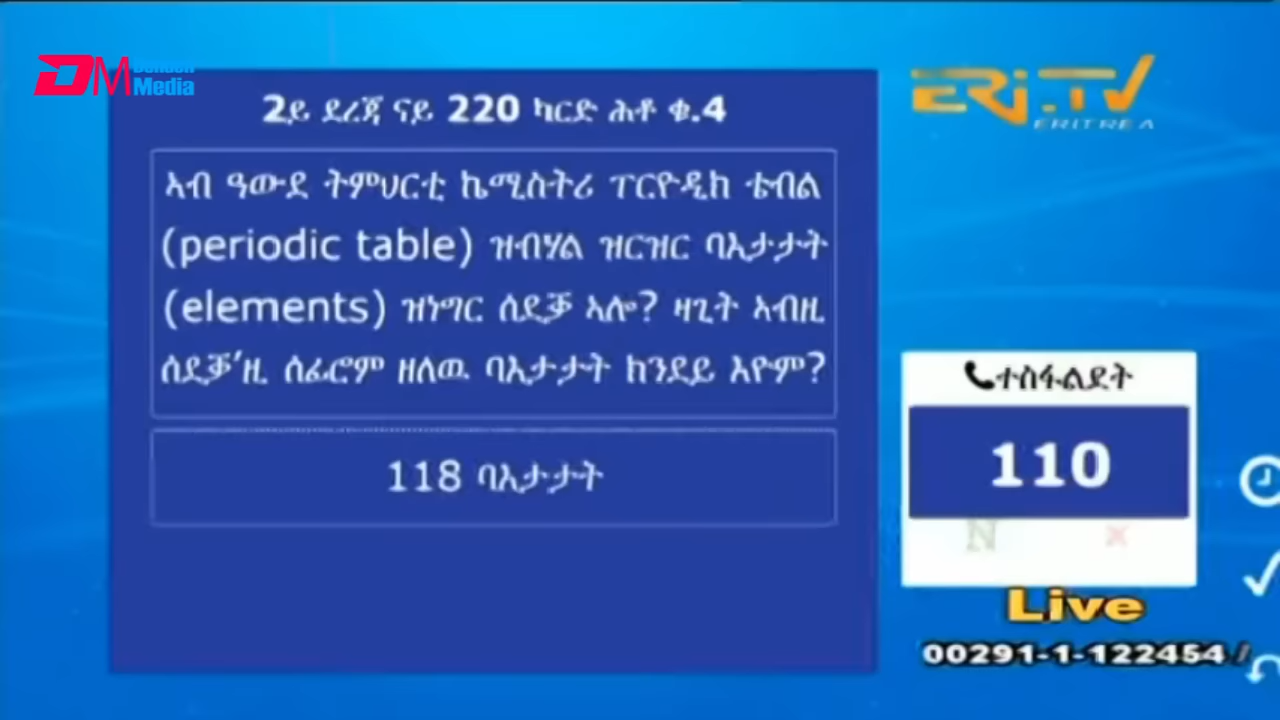 DM
Media
ERi.TV
ERITREA
2ይ ደረጃ ናይ 220 ካርድ ሕቶ ቁ.4
ኣብ ዓውደ ትምህርቲ ኬሚስትሪ ፐርዮዲክ ቴብል
(periodic table) ዝብሃል ዝርዝር ባእታታት
(elements) ዝነግር ሰደቓ ኣሎ? ዛጊት ኣብዚ
ሰደቓ'ዚ ሰፊሮም ዘለዉ ባእታታት ክንደይ እዮም?
118 ባእታታት
ተስፋልደት
110
N
Live
00291-1-122454 /